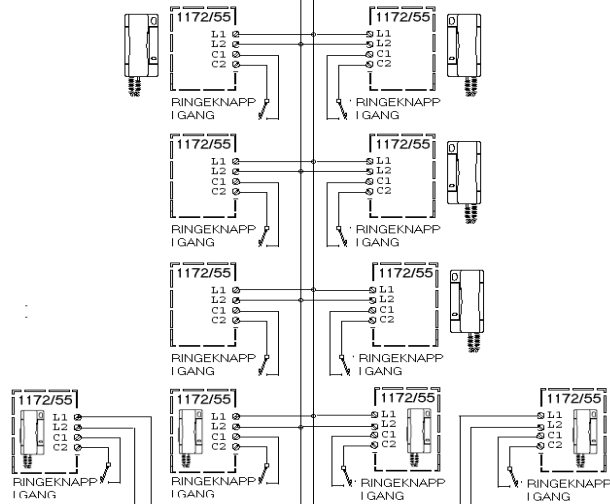 1172/55
L1
L2
C1
C2
RINGEKNAPP
I GANG
1172/55
L1
L2
C1
C2
RINGEKNAPP
I GANG
1172/55
L1
L2
C1
C2
RINGEKNAPP
I GANG
1172/55
L1
L2
C1
C2
RINGEKNAPP
I GANG
1172/55
L1
L2
C1
C2
RINGEKNAPP
I GANG
1172/55
L1
L2
C1
C2
RINGEKNAPP
I GANG
1172/55
L1
L2
C1
C2
RINGEKNAPP
I GANG
1172/55
L1
L2
C1
C2
RINGEKNAPP
I GANG
1172/55
L1
L2
C1
C2
RINGEKNAPP
I GANG
1172/55
L1
L2
C1
C2
RINGEKNAPP
I GANG